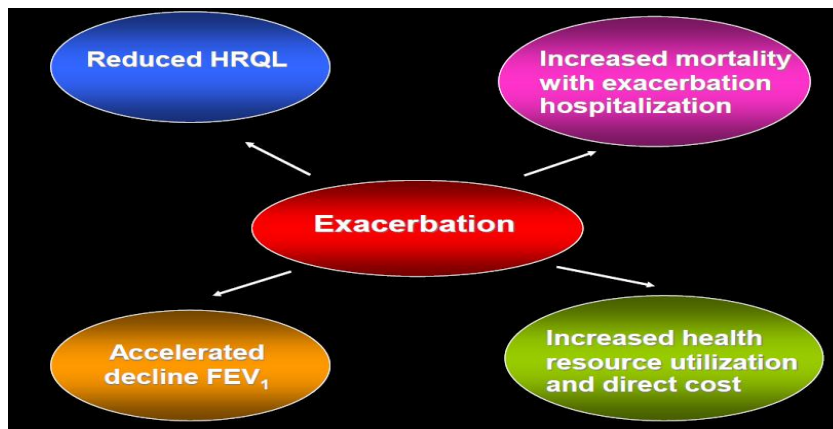 Reduced HRQL
Increased mortality
with exacerbation
hospitalization
Exacerbation
Accelerated
decline FEV₁
Increased health
resource utilization
and direct cost